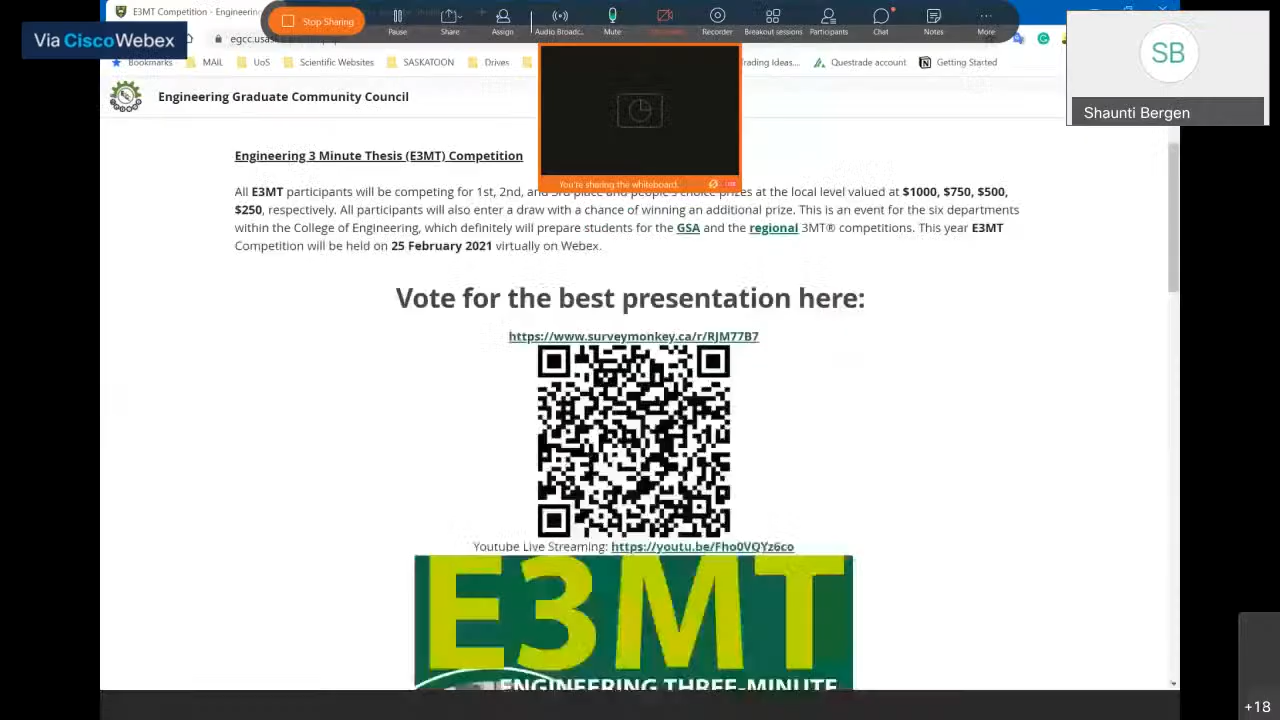 E3MT Competition - Engineering
Stop Sharing
Pause
Share
Assign
Audio Broadc...
Mute
Recorder
Breakout sessions
Participants
Chat
Notes
More
Via CiscoWebex
SB
Shaunti Bergen
Bookmarks
MAIL
UoS
Scientific Websites
SASKATOON
Drives
Trading Ideas....
Questrade account
Getting Started
Engineering Graduate Community Council
You're sharing the whiteboard.
Engineering 3 Minute Thesis (E3MT) Competition
All E3MT participants will be competing for 1st, 2nd, and 3rd place and people's choice prizes at the local level valued at $1000, $750, $500,
$250, respectively. All participants will also enter a draw with a chance of winning an additional prize. This is an event for the six departments
within the College of Engineering, which definitely will prepare students for the GSA and the regional 3MT® competitions. This year E3MT
Competition will be held on 25 February 2021 virtually on Webex.
Vote for the best presentation here:
https://www.surveymonkey.ca/r/RJM77B7
Youtube Live Streaming: https://youtu.be/Fho0VQYz6co
E3MT
ENGINEERING THREE-MINUTE
+18